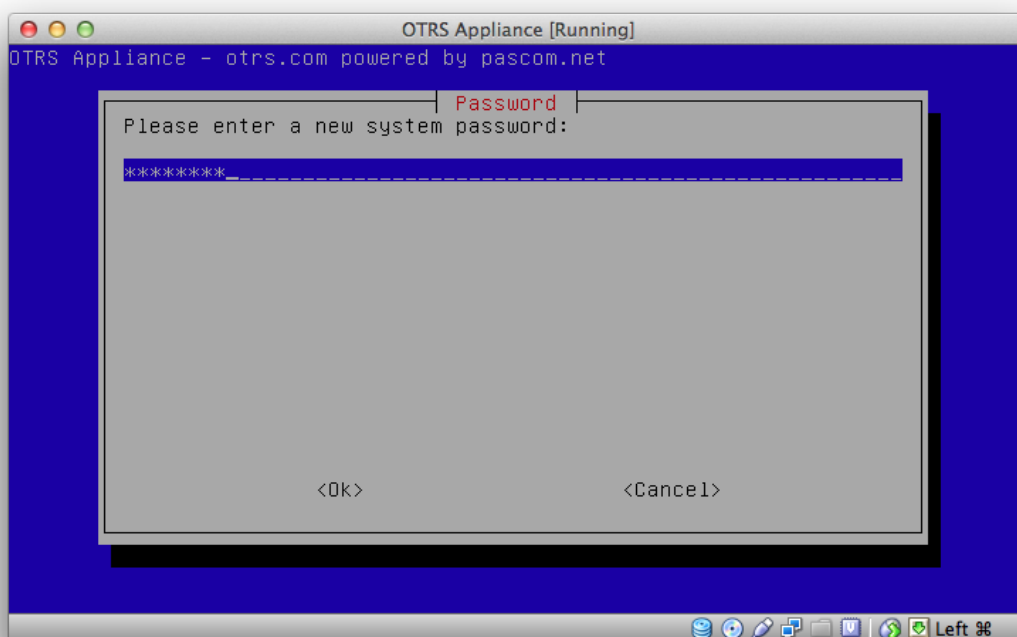 OTRS Appliance [Running]
OTRS Appliance – otrs.com powered by pascom.net
Password
Please enter a new system password:
********_
<Ok> <Cancel>
Left ⌘